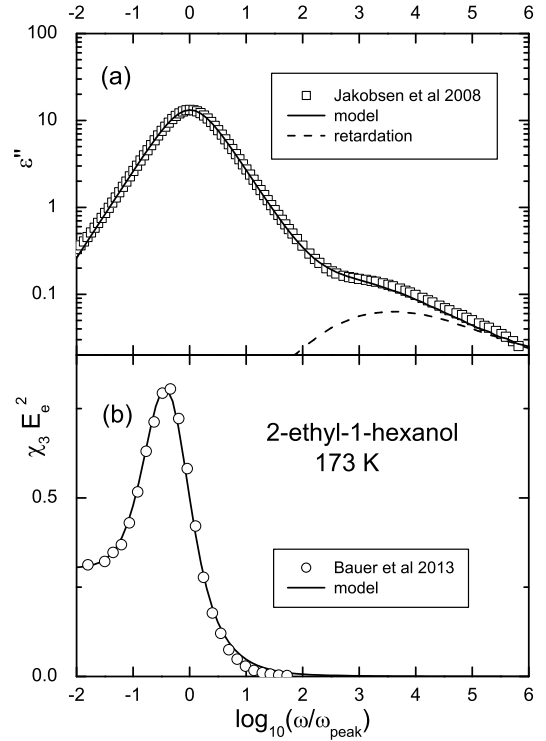 -2 -1 0 1 2 3 4 5 6
100
(a)
Jakobsen et al 2008
model
retardation
10
ε''
1
0.1
(b)
2-ethyl-1-hexanol
173 K
χ₃ Eₑ²
0.5
Bauer et al 2013
model
0.0
-2 -1 0 1 2 3 4 5 6
log₁₀(ω/ω_peak)